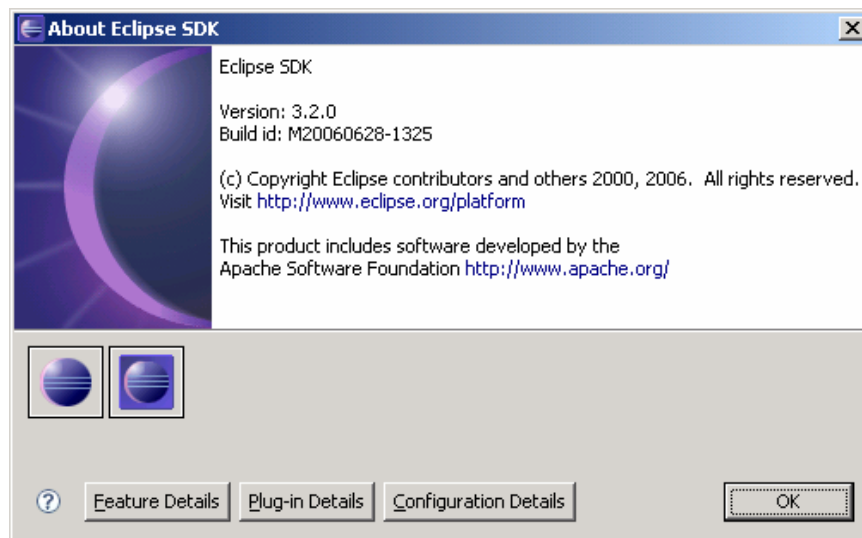 About Eclipse SDK
Eclipse SDK
Version: 3.2.0
Build id: M20060628-1325
(c) Copyright Eclipse contributors and others 2000, 2006.  All rights reserved.
Visit http://www.eclipse.org/platform
This product includes software developed by the
Apache Software Foundation http://www.apache.org/
? Feature Details Plug-in Details Configuration Details OK